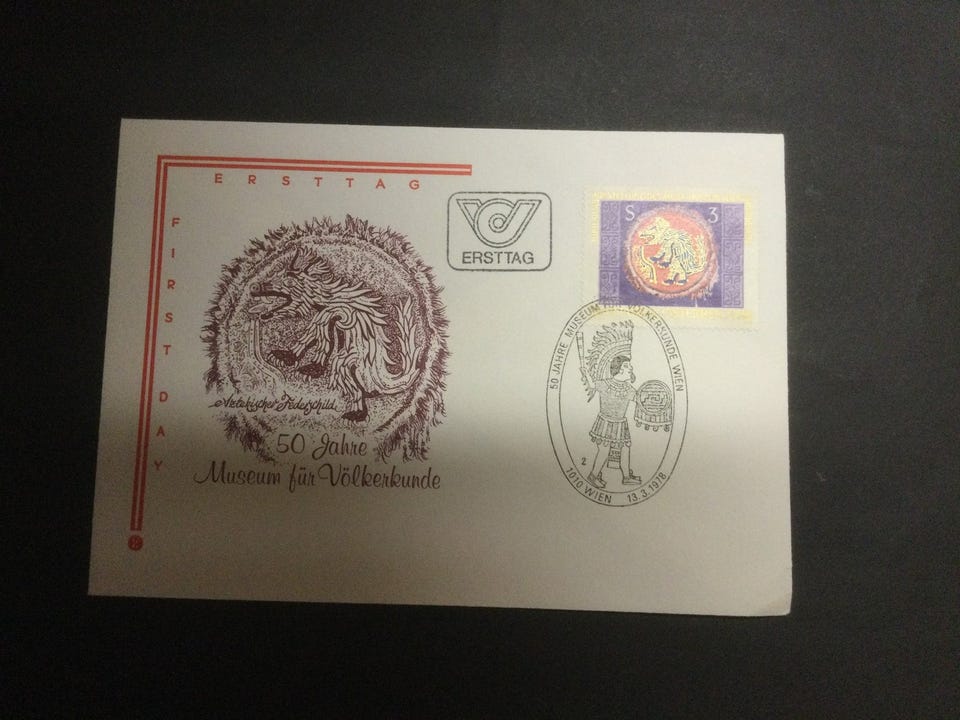 ERSTTAG
FIRST DAY
ERSTTAG
S 3
Aztekischer Federschild
50 Jahre
Museum für Völkerkunde
50 JAHRE MUSEUM FÜR VÖLKERKUNDE WIEN
2
1010 WIEN 13.3.1978